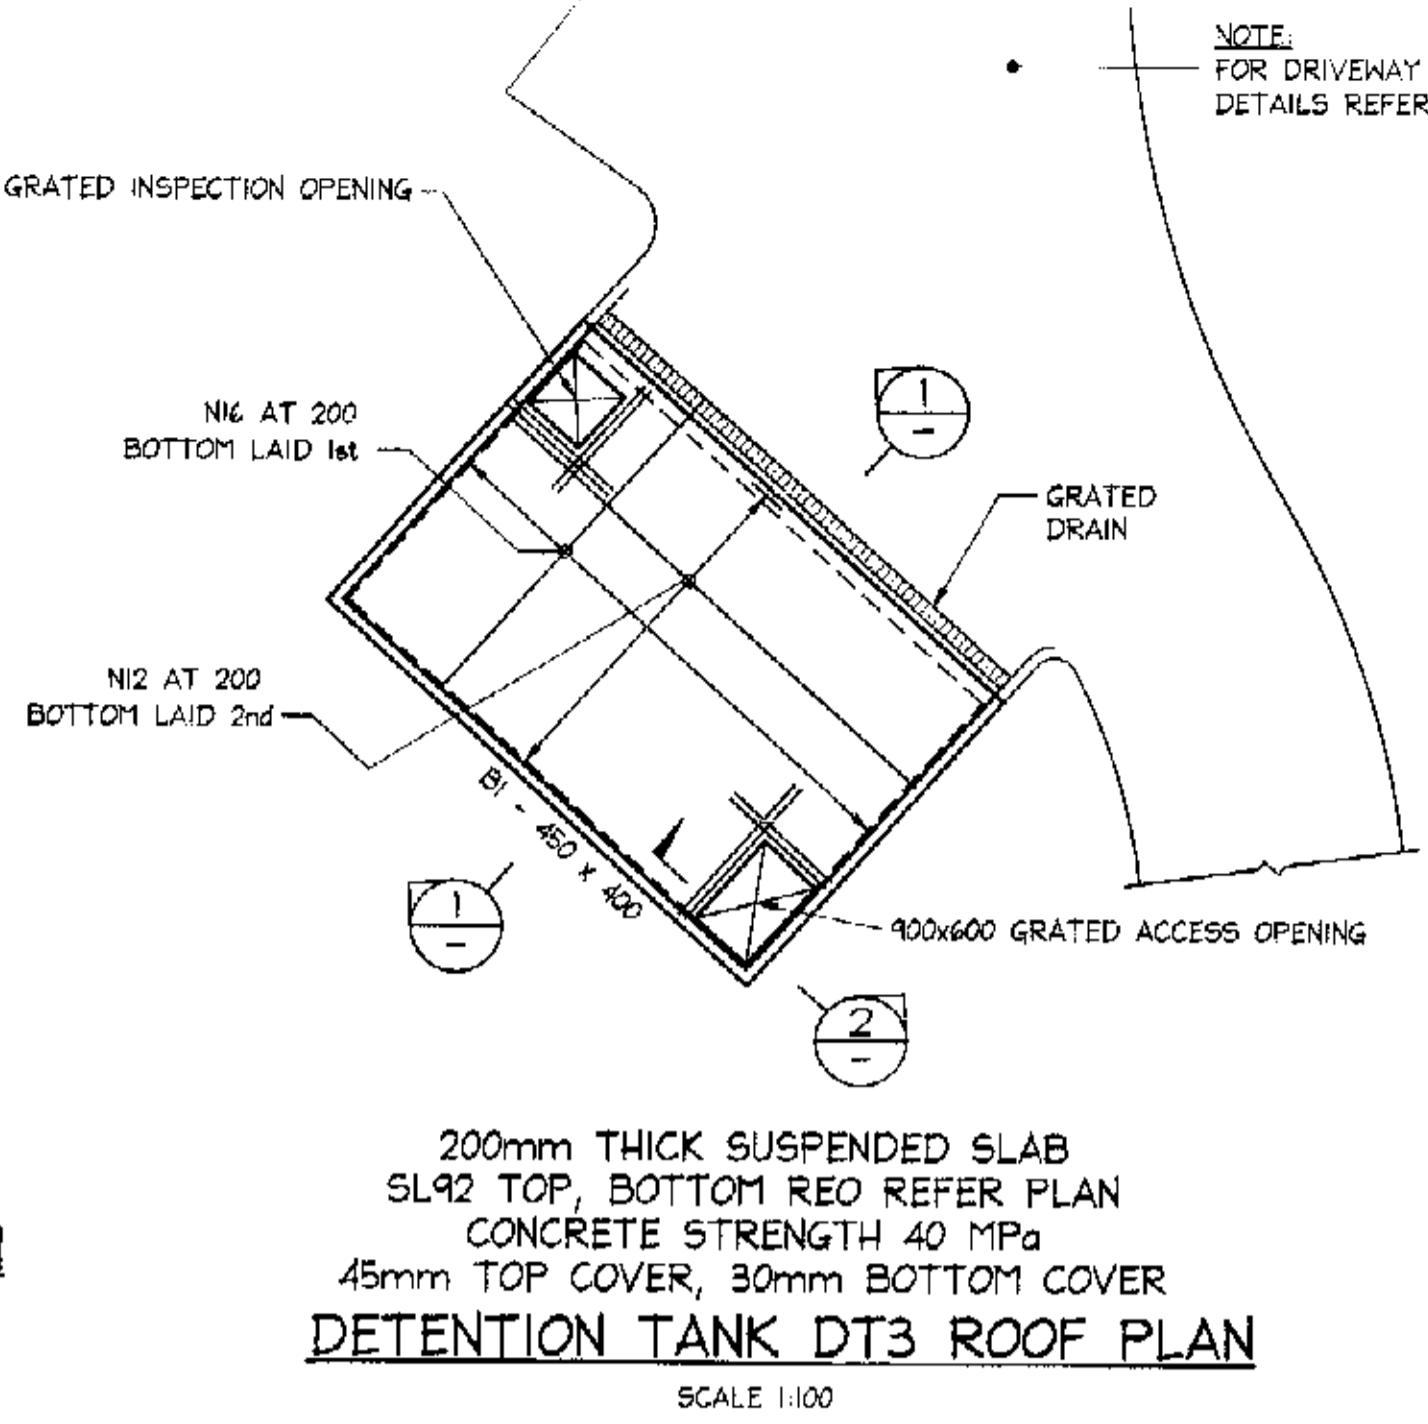 NOTE:
FOR DRIVEWAY
DETAILS REFER
GRATED INSPECTION OPENING
N16 AT 200
BOTTOM LAID 1st
1
-
GRATED
DRAIN
N12 AT 200
BOTTOM LAID 2nd
B1 - 450 x 400
1
-
900x600 GRATED ACCESS OPENING
2
-
200mm THICK SUSPENDED SLAB
SL92 TOP, BOTTOM REO REFER PLAN
CONCRETE STRENGTH 40 MPa
45mm TOP COVER, 30mm BOTTOM COVER
DETENTION TANK DT3 ROOF PLAN
SCALE 1:100